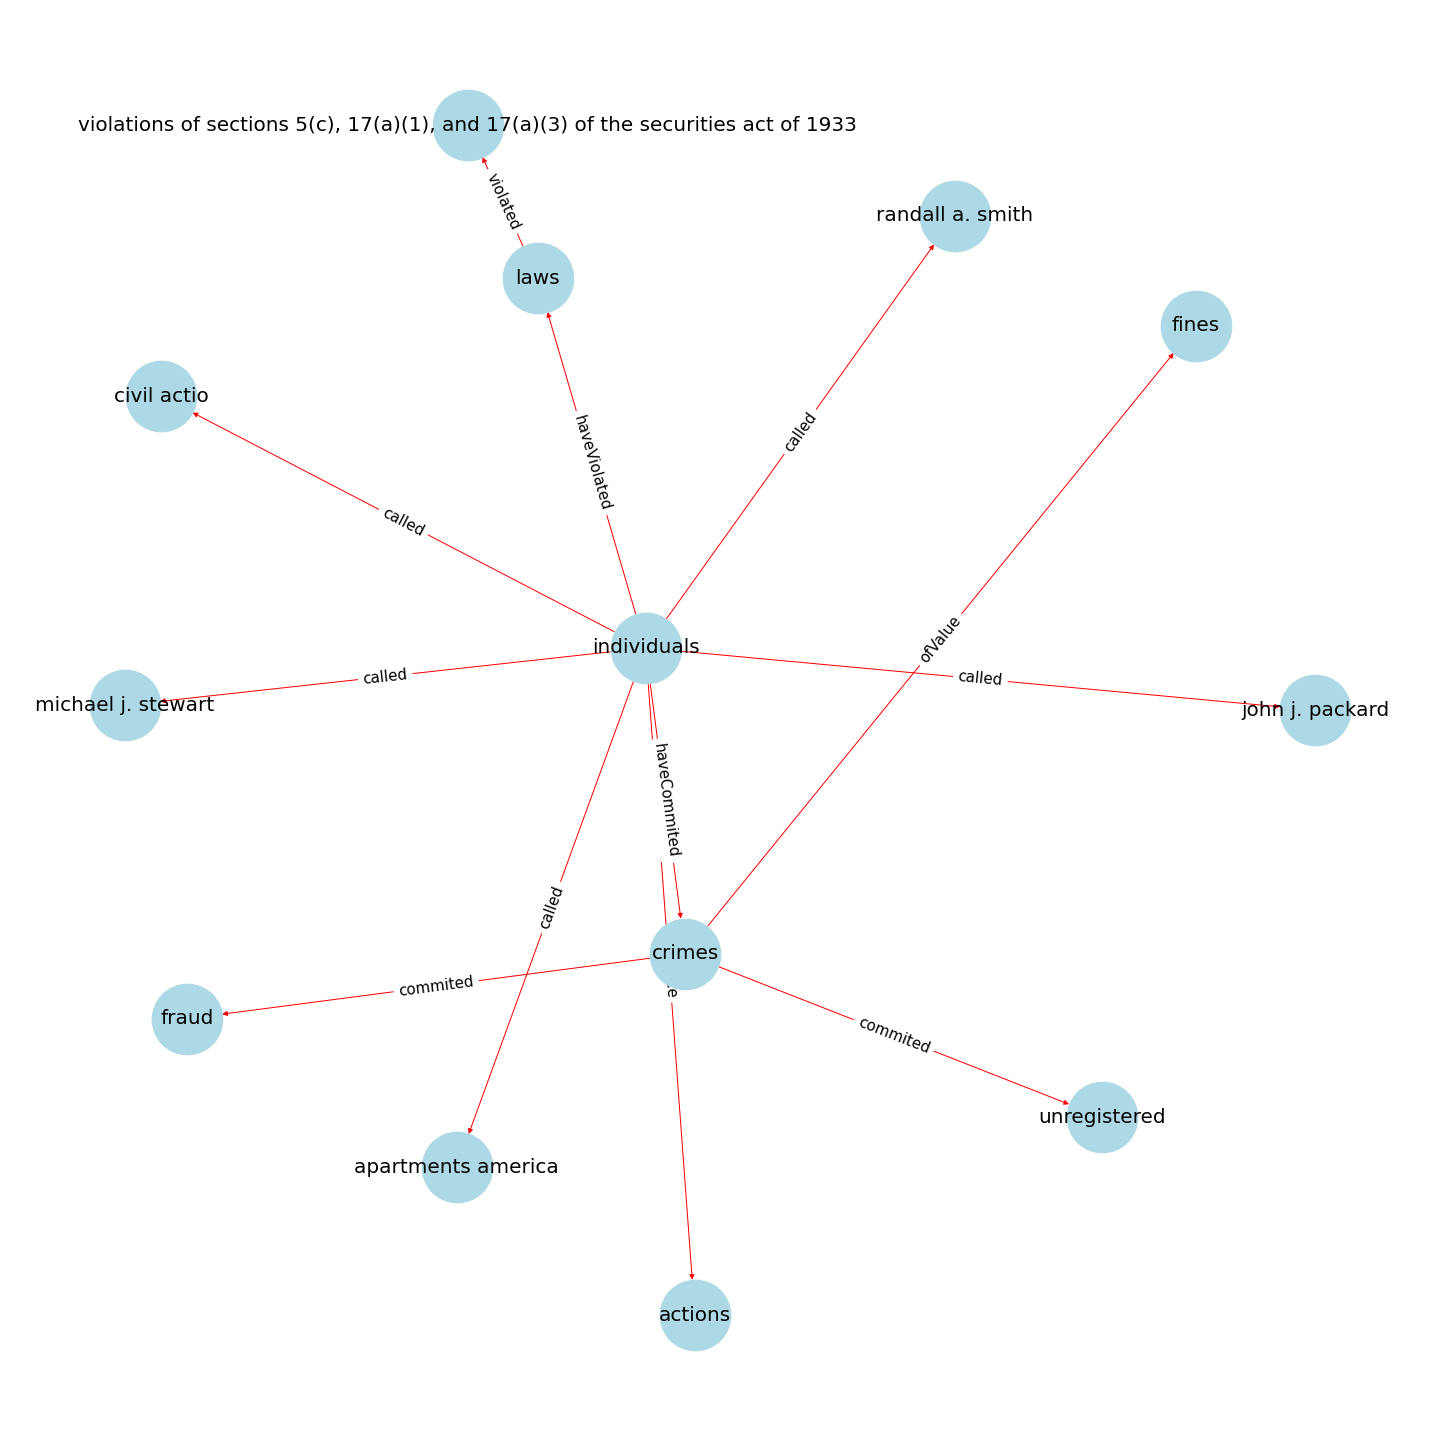 violations of sections 5(c), 17(a)(1), and 17(a)(3) of the securities act of 1933
violated
randall a. smith
laws
fines
civil actio
called
haveViolated
called
ofValue
individuals
called
called
michael j. stewart
john j. packard
haveCommited
called
crimes
commited
fraud
commited
unregistered
apartments america
actions